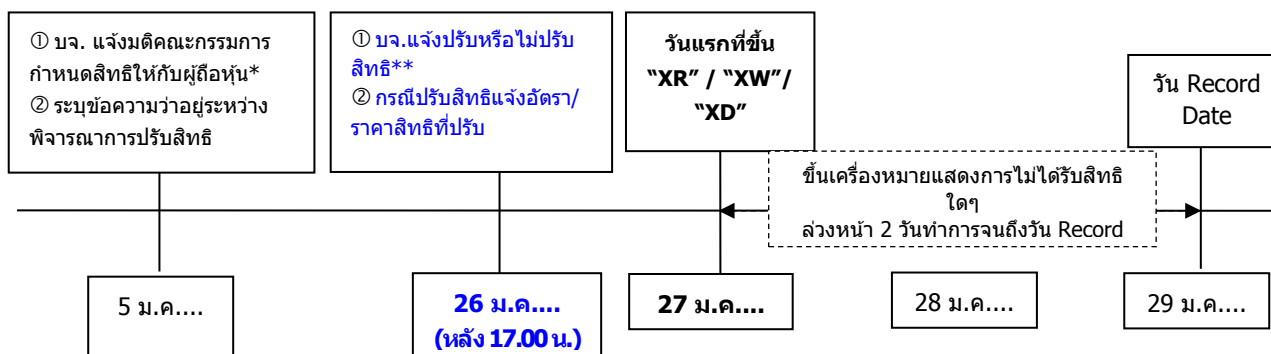 ① บจ. แจ้งมติคณะกรรมการ
กำหนดสิทธิให้กับผู้ถือหุ้น*
② ระบุข้อความว่าอยู่ระหว่าง
พิจารณาการปรับสิทธิ
① บจ.แจ้งปรับหรือไม่ปรับ
สิทธิ**
② กรณีปรับสิทธิแจ้งอัตรา/
ราคาสิทธิที่ปรับ
วันแรกที่ขึ้น
“XR” / “XW”/
“XD”
วัน Record
Date
ขึ้นเครื่องหมายแสดงการไม่ได้รับสิทธิ
ใดๆ
ล่วงหน้า 2 วันทำการจนถึงวัน Record
5 ม.ค....
26 ม.ค....
(หลัง 17.00 น.)
27 ม.ค....
28 ม.ค....
29 ม.ค....